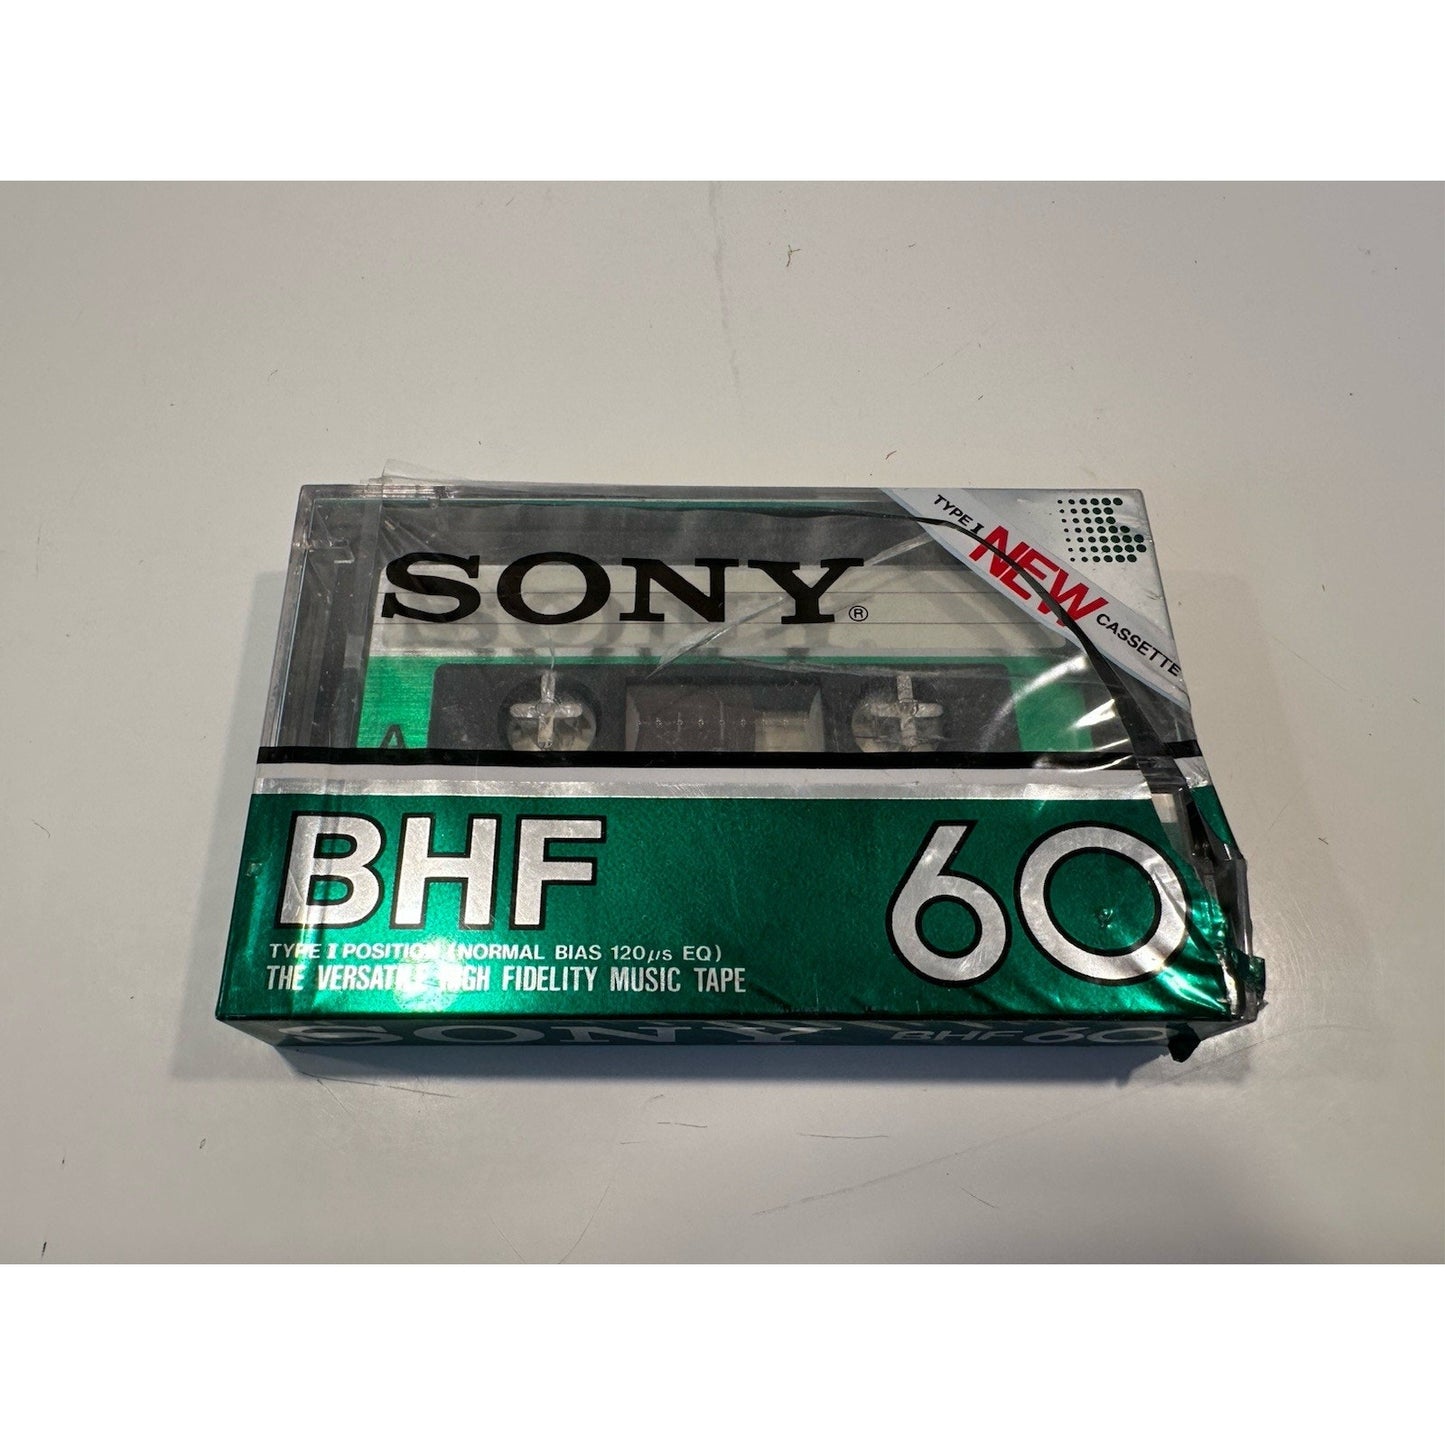 SONY®
TYPE I
NEW
CASSETTE
A
BHF 60
TYPE I POSITION (NORMAL BIAS 120μs EQ)
THE VERSATILE HIGH FIDELITY MUSIC TAPE
SONY BHF 60